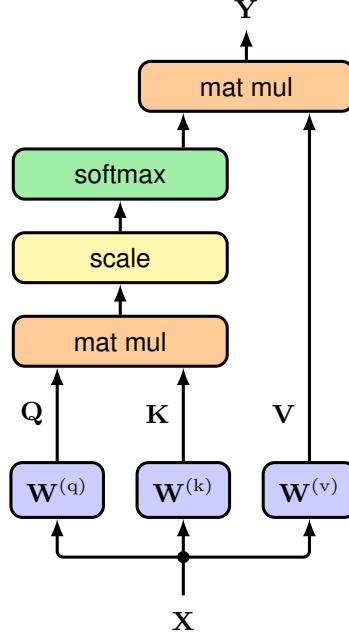 Y
mat mul
softmax
scale
mat mul
Q K V
W^(q) W^(k) W^(v)
X